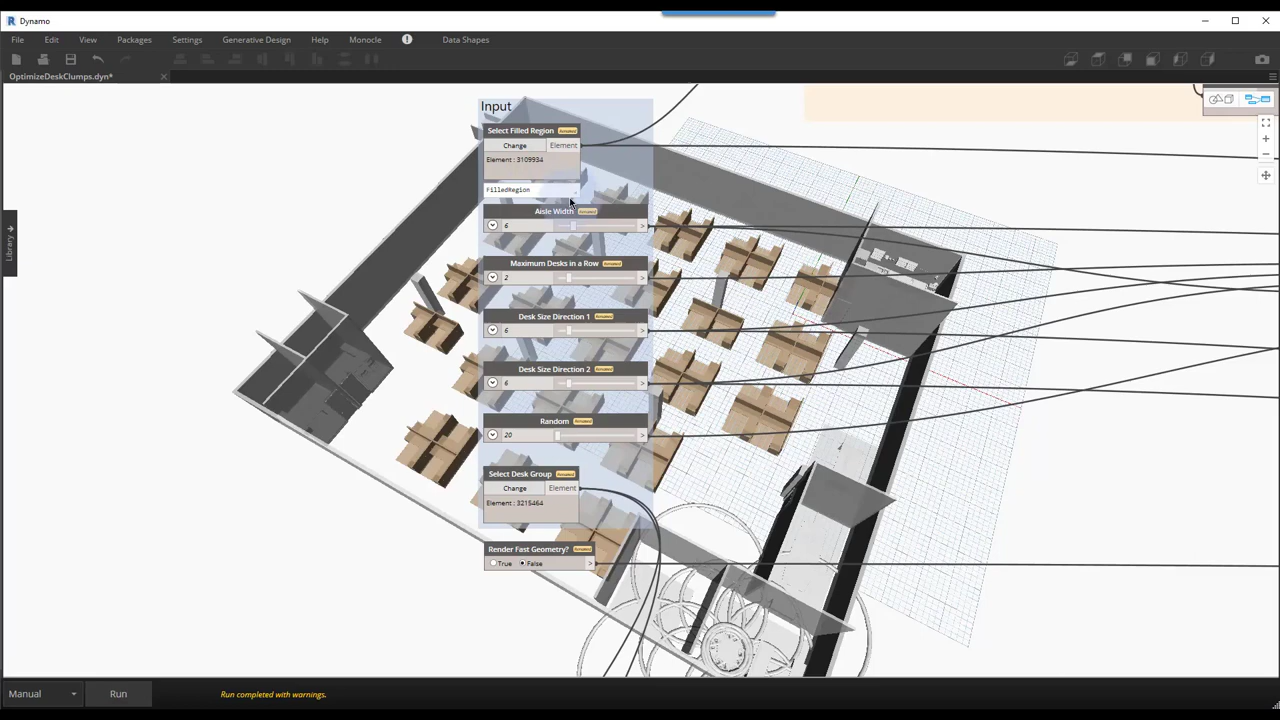 Dynamo
File Edit View Packages Settings Generative Design Help Monocle Data Shapes
OptimizeDeskClumps.dyn*
Input
Select Filled Region
Change Element
Element : 3109934
FilledRegion
Aisle Width
6 >
Maximum Desks in a Row
2 >
Desk Size Direction 1
6 >
Desk Size Direction 2
6 >
Random
20 >
Select Desk Group
Change Element
Element : 3215464
Render Fast Geometry?
True False >
Library
Manual Run Run completed with warnings.